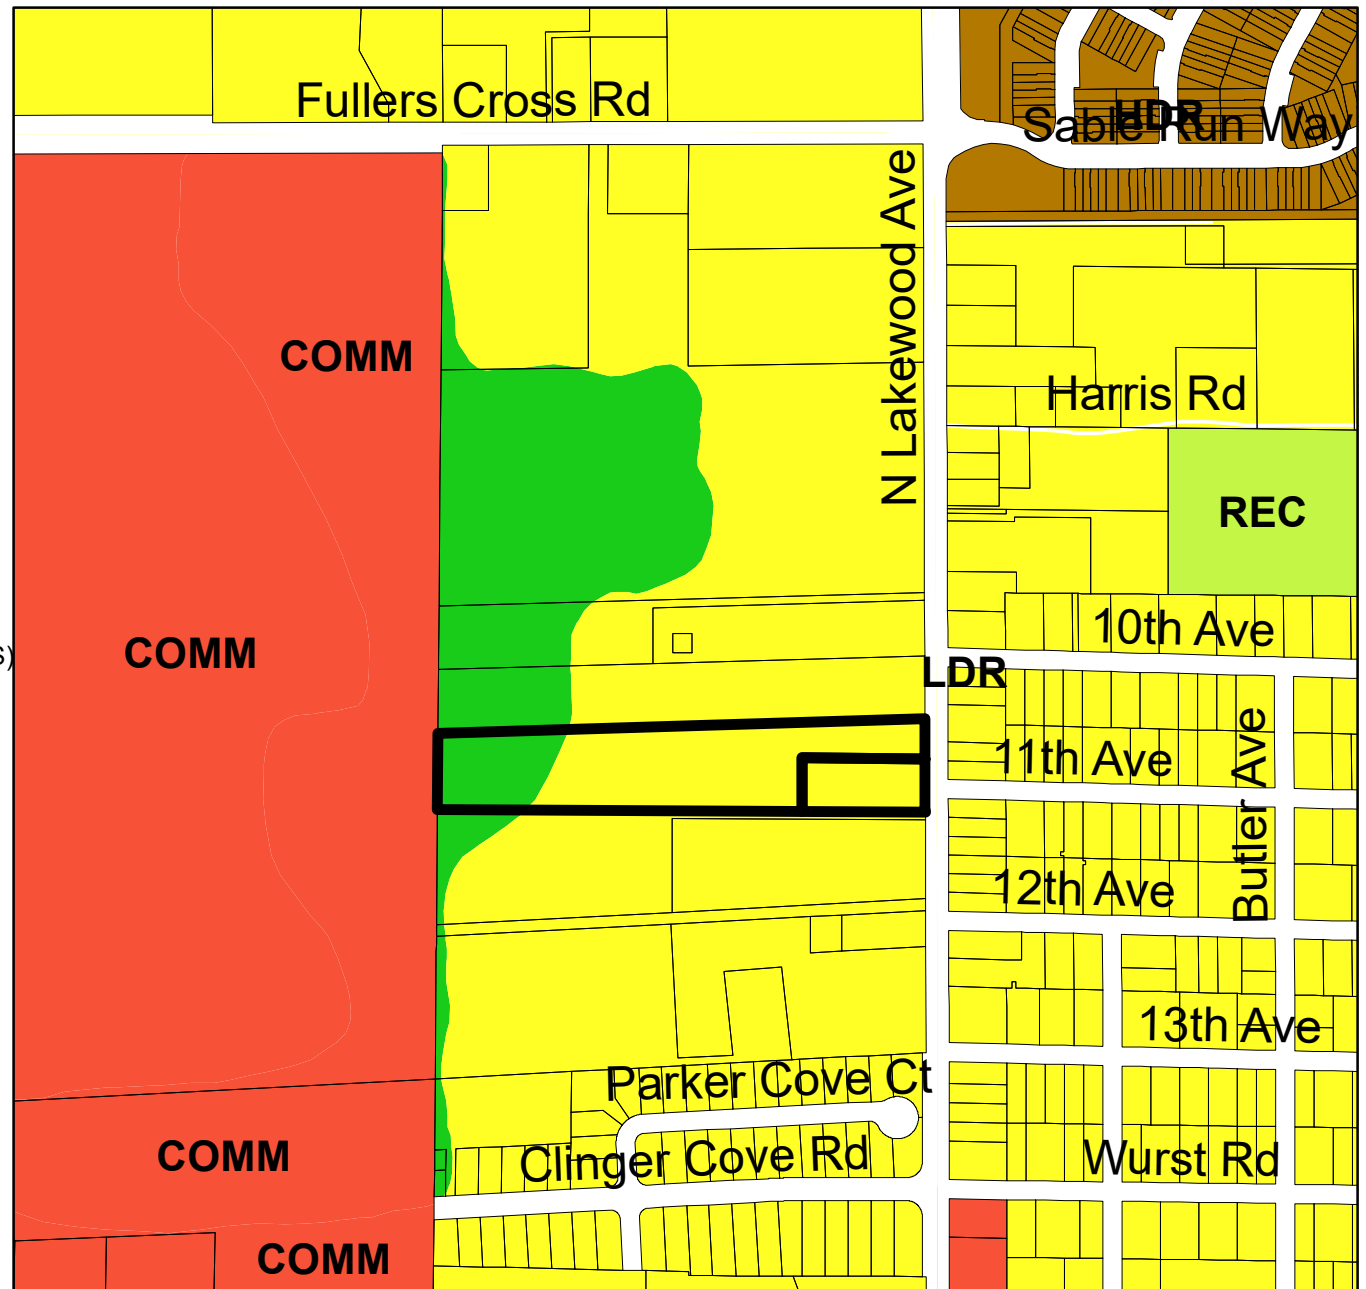 Fullers Cross Rd
HDR
Sable Run Way
N Lakewood Ave
COMM
Harris Rd
REC
10th Ave
COMM
S)
LDR
11th Ave
Butler Ave
12th Ave
13th Ave
Parker Cove Ct
COMM
Clinger Cove Rd
Wurst Rd
COMM